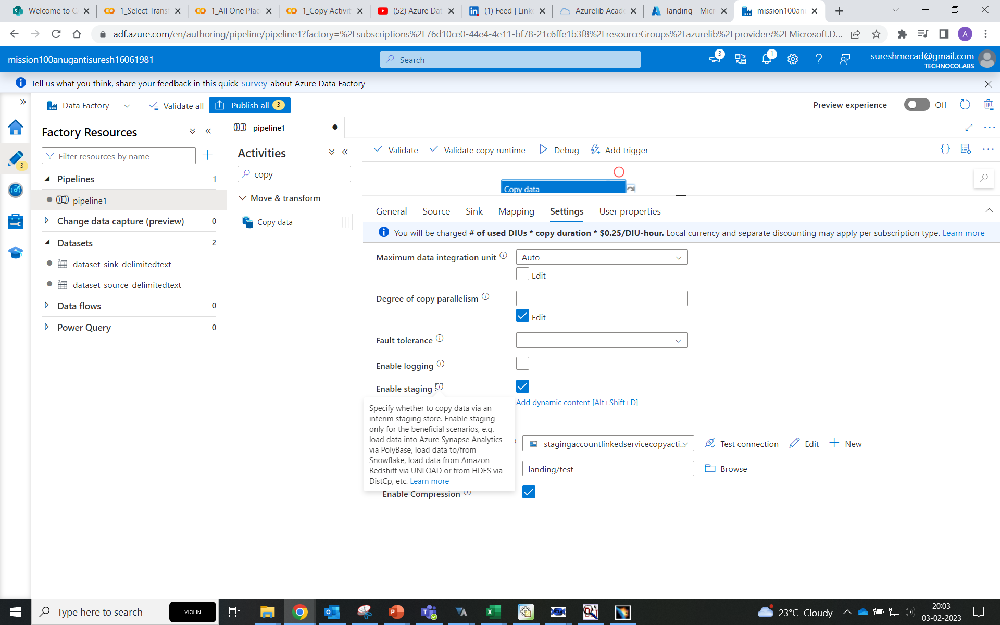 Welcome to C
1_Select Trans
1_All One Plac
1_Copy Activit
(52) Azure Dat
(1) Feed | Link
Azurelib Acade
landing - Micr
mission100anu
adf.azure.com/en/authoring/pipeline/pipeline1?factory=%2Fsubscriptions%2F76d10ce0-44e4-4e11-bf78-21c6ffe1b3f8%2FresourceGroups%2Fazurelib%2Fproviders%2FMicrosoft.D...
A
mission100anugantisuresh16061981
Search
3
1
sureshmecad@gmail.com
TECHNOCOLABS
Tell us what you think, share your feedback in this quick survey about Azure Data Factory
Data Factory
Validate all
Publish all 3
Preview experience
Off
3
Factory Resources
Filter resources by name
Pipelines 1
pipeline1
Change data capture (preview) 0
Datasets 2
dataset_sink_delimitedtext
dataset_source_delimitedtext
Data flows 0
Power Query 0
pipeline1
Activities
copy
Move & transform
Copy data
Validate
Validate copy runtime
Debug
Add trigger
Copy data
General
Source
Sink
Mapping
Settings
User properties
You will be charged # of used DIUs * copy duration * $0.25/DIU-hour. Local currency and separate discounting may apply per subscription type. Learn more
Maximum data integration unit
Auto
Edit
Degree of copy parallelism
Edit
Fault tolerance
Enable logging
Enable staging
Add dynamic content [Alt+Shift+D]
Specify whether to copy data via an
interim staging store. Enable staging
only for the beneficial scenarios, e.g.
load data into Azure Synapse Analytics
via PolyBase, load data to/from
Snowflake, load data from Amazon
Redshift via UNLOAD or from HDFS via
DistCp, etc. Learn more
stagingaccountlinkedservicecopyacti...
Test connection
Edit
New
landing/test
Browse
Enable Compression
Type here to search
VIOLIN
23°C Cloudy
20:03
03-02-2023